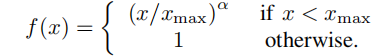 f(x) = { (x/x_max)^α if x < x_max
1 otherwise.